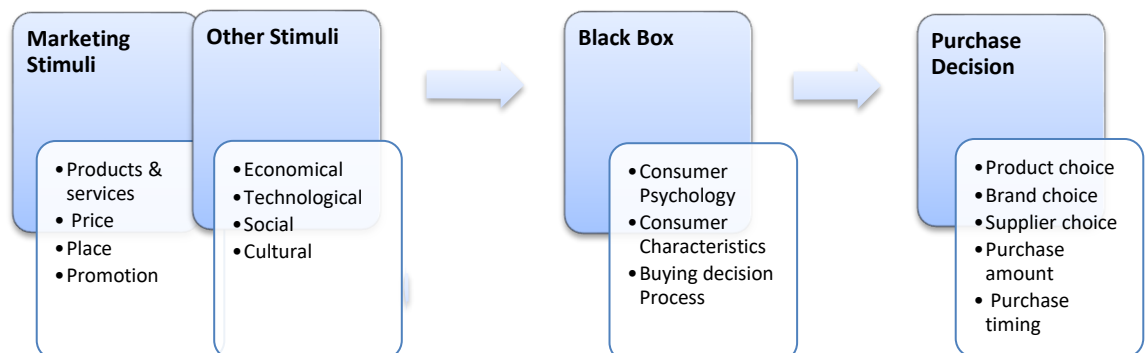 Marketing
Stimuli
•Products &
services
• Price
•Place
•Promotion
Other Stimuli
•Economical
•Technological
•Social
•Cultural
Black Box
•Consumer
Psychology
•Consumer
Characteristics
•Buying decision
Process
Purchase
Decision
•Product choice
•Brand choice
•Supplier choice
•Purchase
amount
• Purchase
timing